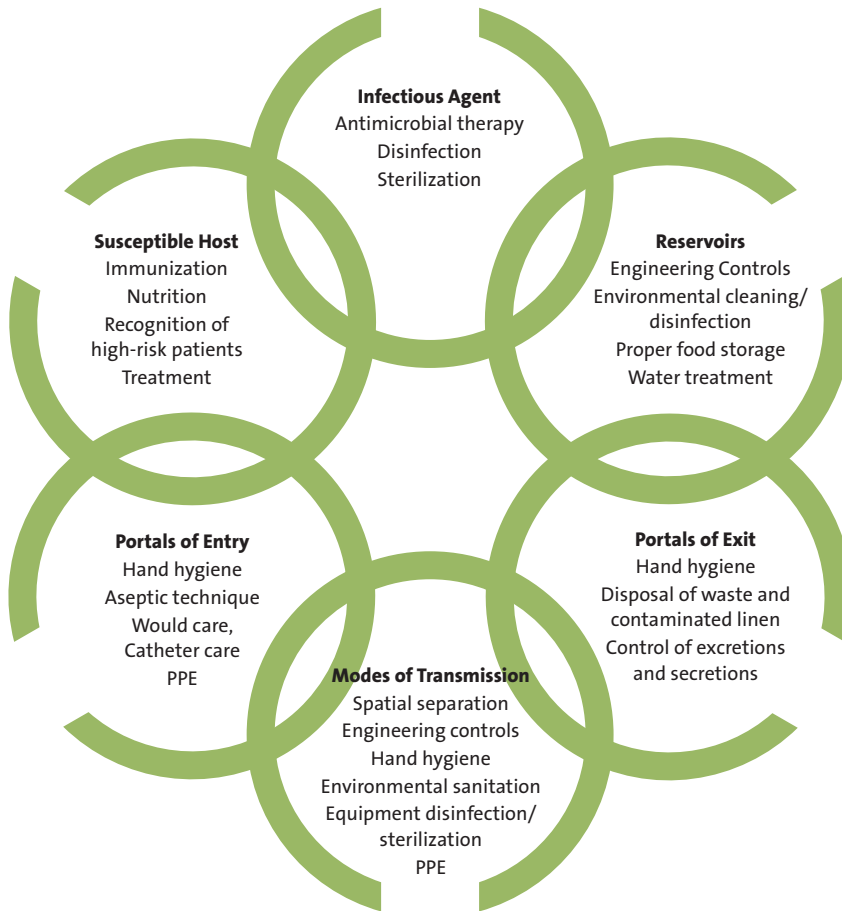 Infectious Agent
Antimicrobial therapy
Disinfection
Sterilization
Reservoirs
Engineering Controls
Environmental cleaning/
disinfection
Proper food storage
Water treatment
Portals of Exit
Hand hygiene
Disposal of waste and
contaminated linen
Control of excretions
and secretions
Modes of Transmission
Spatial separation
Engineering controls
Hand hygiene
Environmental sanitation
Equipment disinfection/
sterilization
PPE
Portals of Entry
Hand hygiene
Aseptic technique
Would care,
Catheter care
PPE
Susceptible Host
Immunization
Nutrition
Recognition of
high-risk patients
Treatment